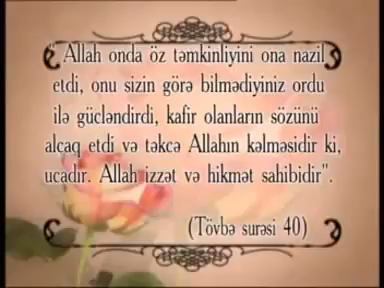 " Allah onda öz təmkinliyini ona nazil
etdi, onu sizin görə bilmədiyiniz ordu
ilə gücləndirdi, kafir olanların sözünü
alçaq etdi və təkcə Allahın kəlməsidir ki,
ucadır. Allah izzət və hikmət sahibidir".
(Tövbə surəsi 40)